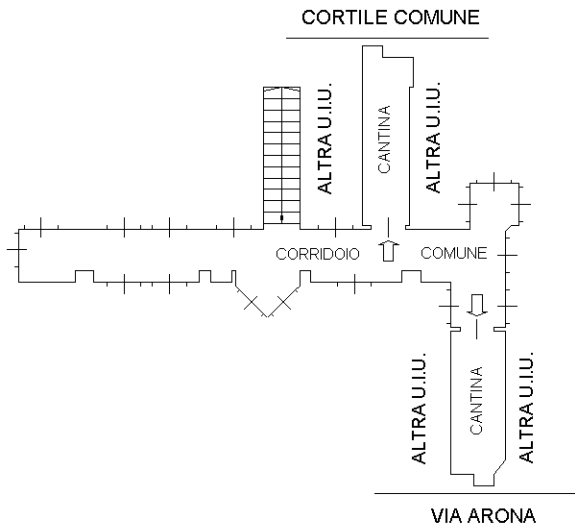 CORTILE COMUNE
ALTRA U.I.U.
CANTINA
ALTRA U.I.U.
CORRIDOIO
COMUNE
ALTRA U.I.U.
CANTINA
ALTRA U.I.U.
VIA ARONA